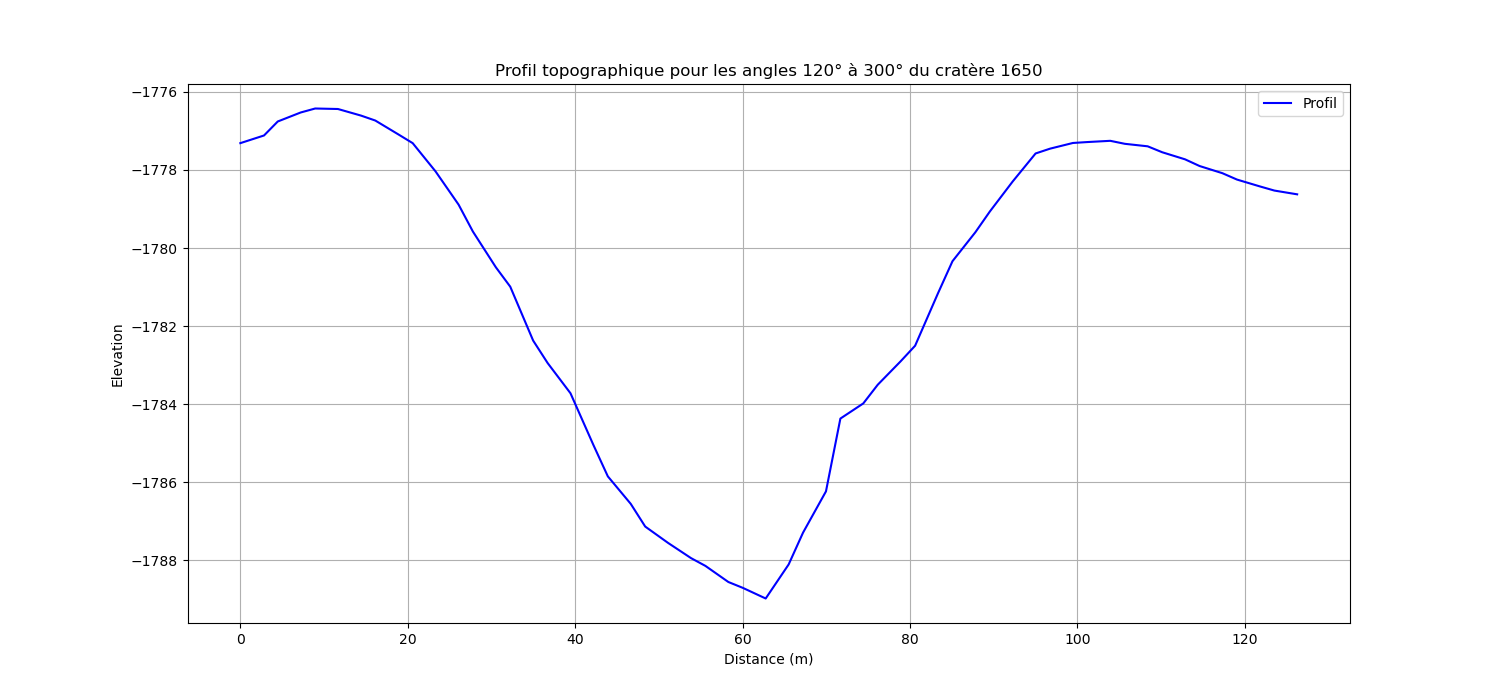 Profil topographique pour les angles 120° à 300° du cratère 1650
Profil
−1776
−1778
−1780
−1782
−1784
−1786
−1788
Elevation
0 20 40 60 80 100 120
Distance (m)